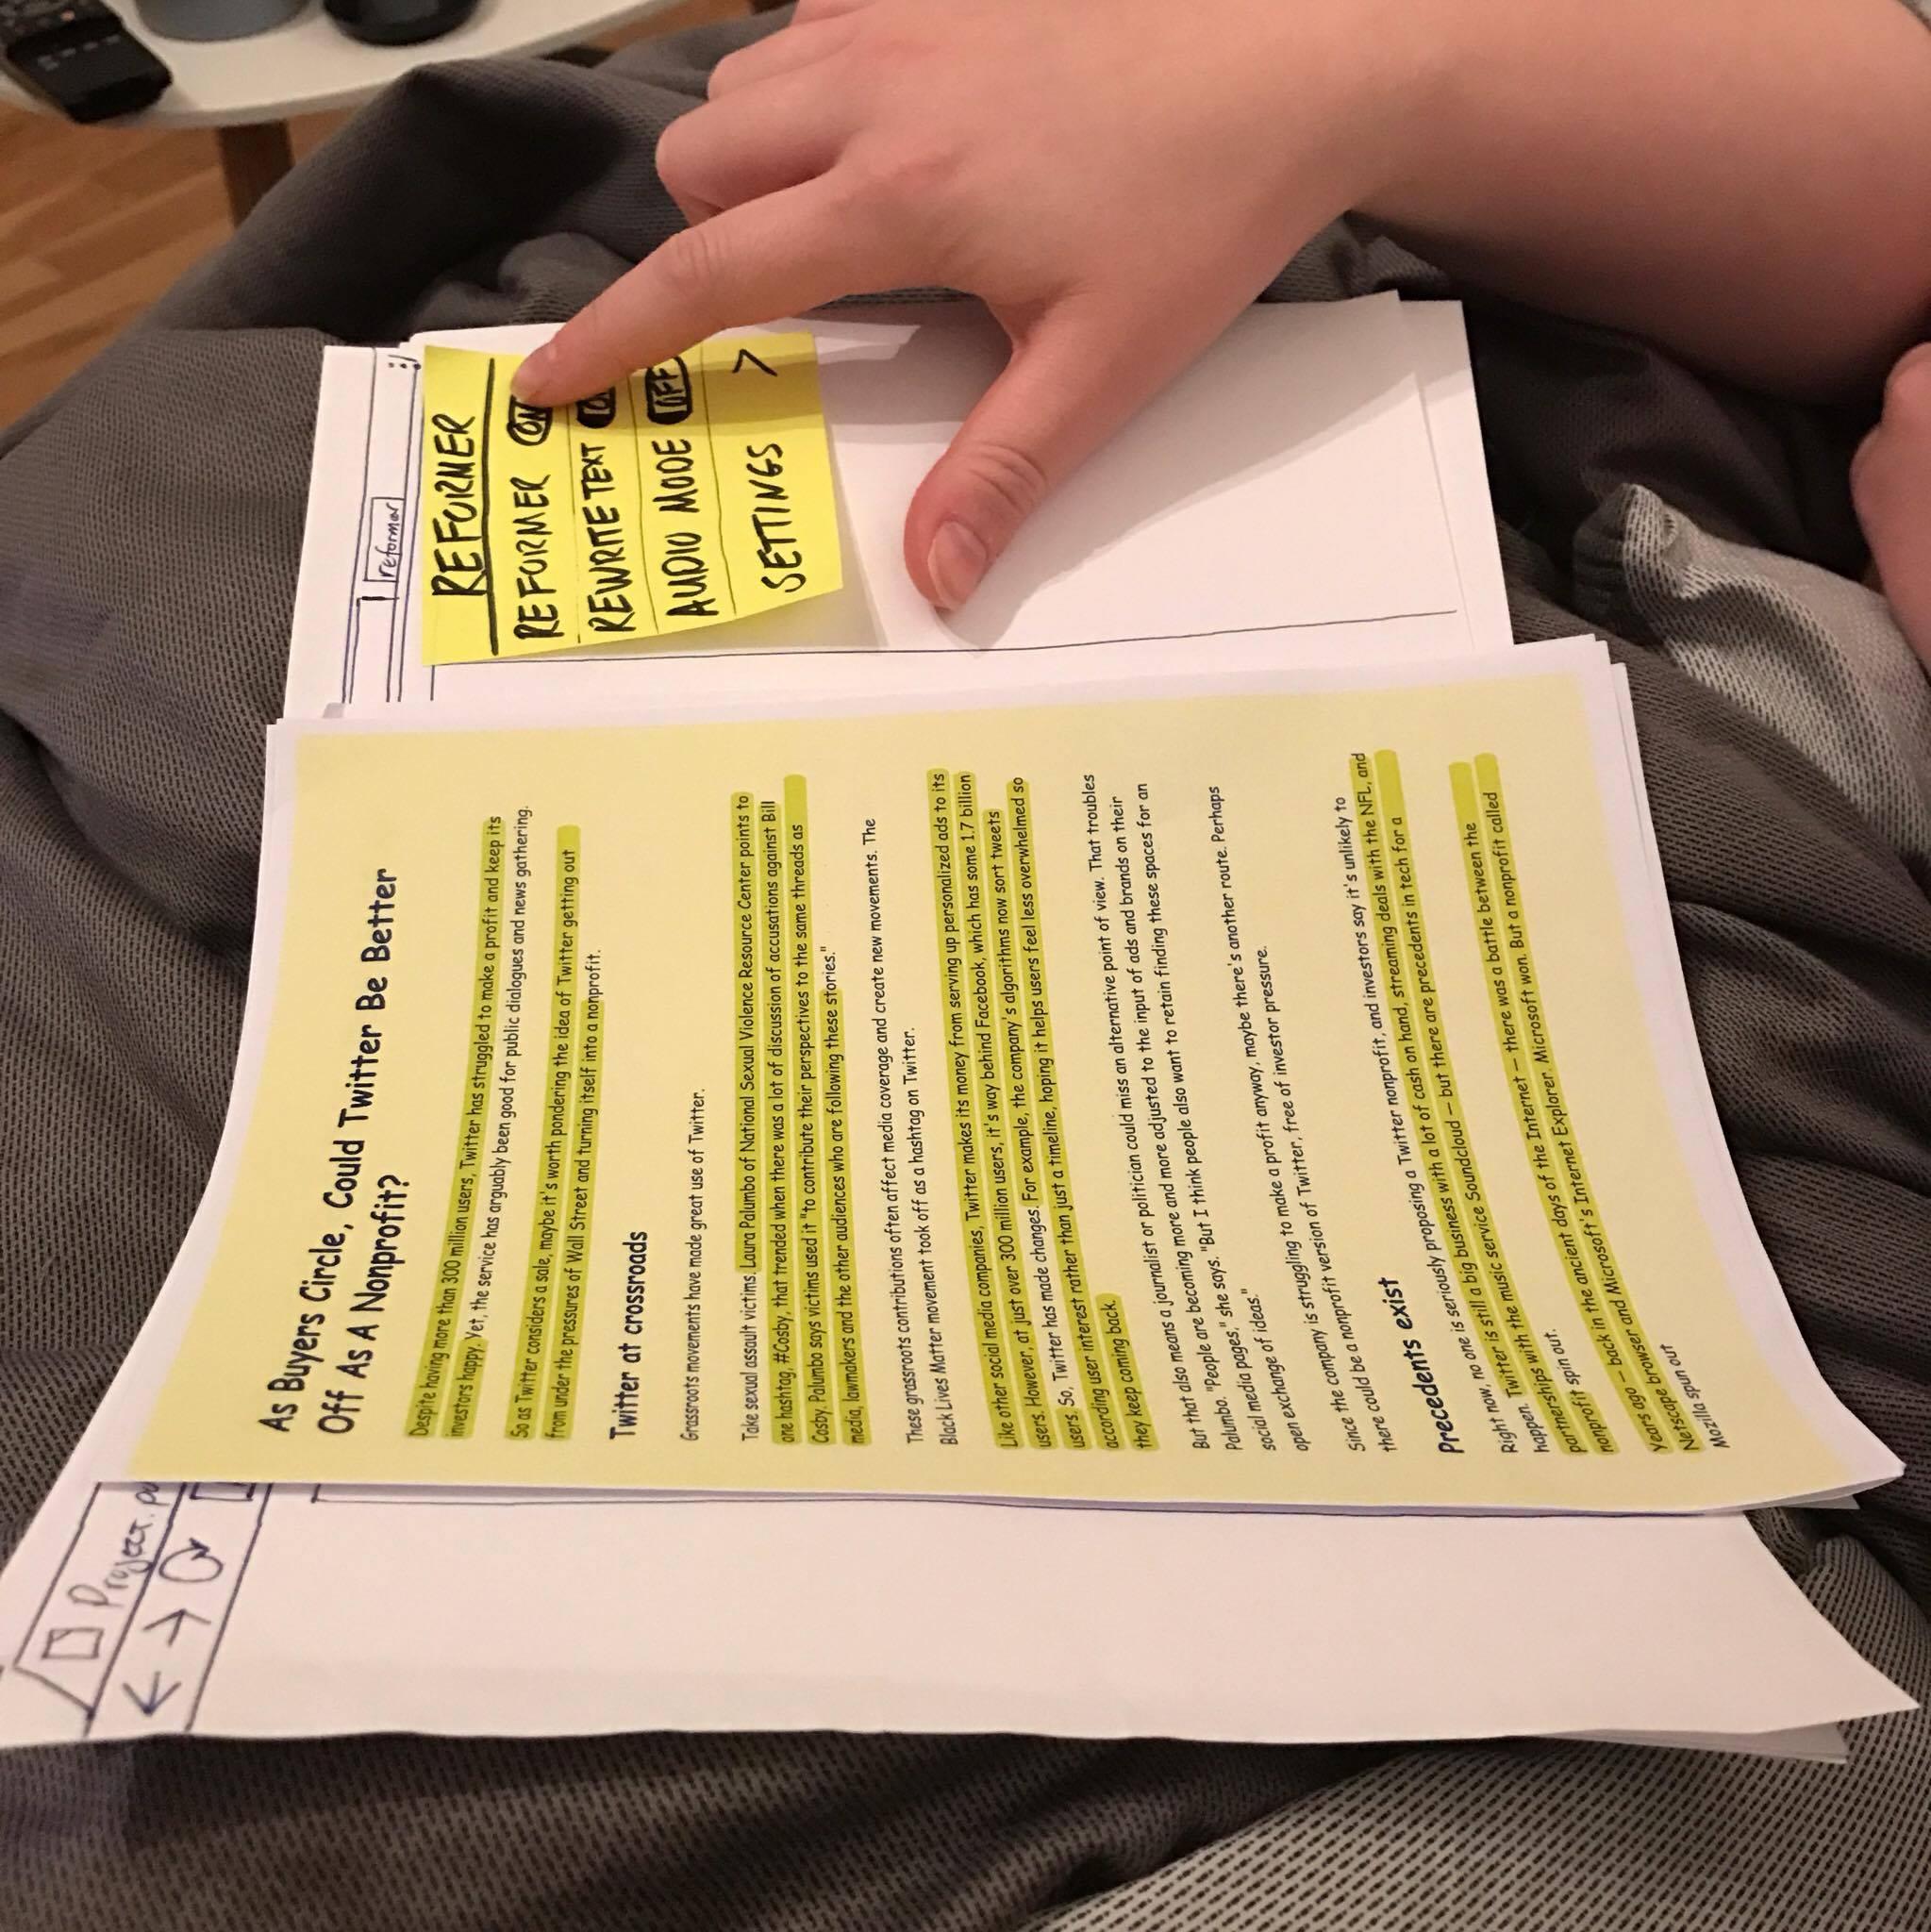 Project.
reformer
REFORMER
REFORMER ON
REWRITE TEXT
AUDIO MODE OFF
SETTINGS >
As Buyers Circle, Could Twitter Be Better
Off As A Nonprofit?
Despite having more than 300 million users, Twitter has struggled to make a profit and keep its
investors happy. Yet, the service has arguably been good for public dialogues and news gathering.
So as Twitter considers a sale, maybe it's worth pondering the idea of Twitter getting out
from under the pressures of Wall Street and turning itself into a nonprofit.
Twitter at crossroads
Grassroots movements have made great use of Twitter.
Take sexual assault victims. Laura Palumbo of National Sexual Violence Resource Center points to
one hashtag, #Cosby, that trended when there was a lot of discussion of accusations against Bill
Cosby. Palumbo says victims used it "to contribute their perspectives to the same threads as
media, lawmakers and the other audiences who are following these stories."
These grassroots contributions often affect media coverage and create new movements. The
Black Lives Matter movement took off as a hashtag on Twitter.
Like other social media companies, Twitter makes its money from serving up personalized ads to its
users. However, at just over 300 million users, it's way behind Facebook, which has some 1.7 billion
users. So, Twitter has made changes. For example, the company's algorithms now sort tweets
according user interest rather than just a timeline, hoping it helps users feel less overwhelmed so
they keep coming back.
But that also means a journalist or politician could miss an alternative point of view. That troubles
Palumbo. "People are becoming more and more adjusted to the input of ads and brands on their
social media pages," she says. "But I think people also want to retain finding these spaces for an
open exchange of ideas."
Since the company is struggling to make a profit anyway, maybe there's another route. Perhaps
there could be a nonprofit version of Twitter, free of investor pressure.
Precedents exist
Right now, no one is seriously proposing a Twitter nonprofit, and investors say it's unlikely to
happen. Twitter is still a big business with a lot of cash on hand, streaming deals with the NFL, and
partnerships with the music service Soundcloud — but there are precedents in tech for a
nonprofit spin out.
Years ago — back in the ancient days of the Internet — there was a battle between the
Netscape browser and Microsoft's Internet Explorer. Microsoft won. But a nonprofit called
Mozilla spun out